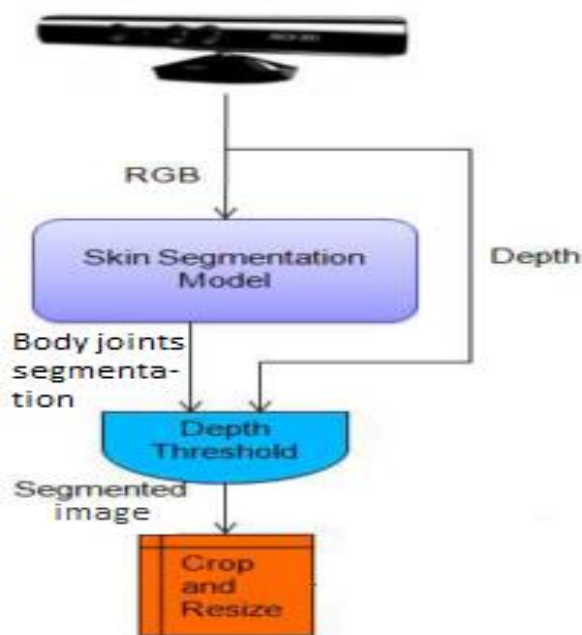 RGB
Skin Segmentation
Model
Depth
Body joints
segmenta-
tion
Depth
Threshold
Segmented
image
Crop
and
Resize